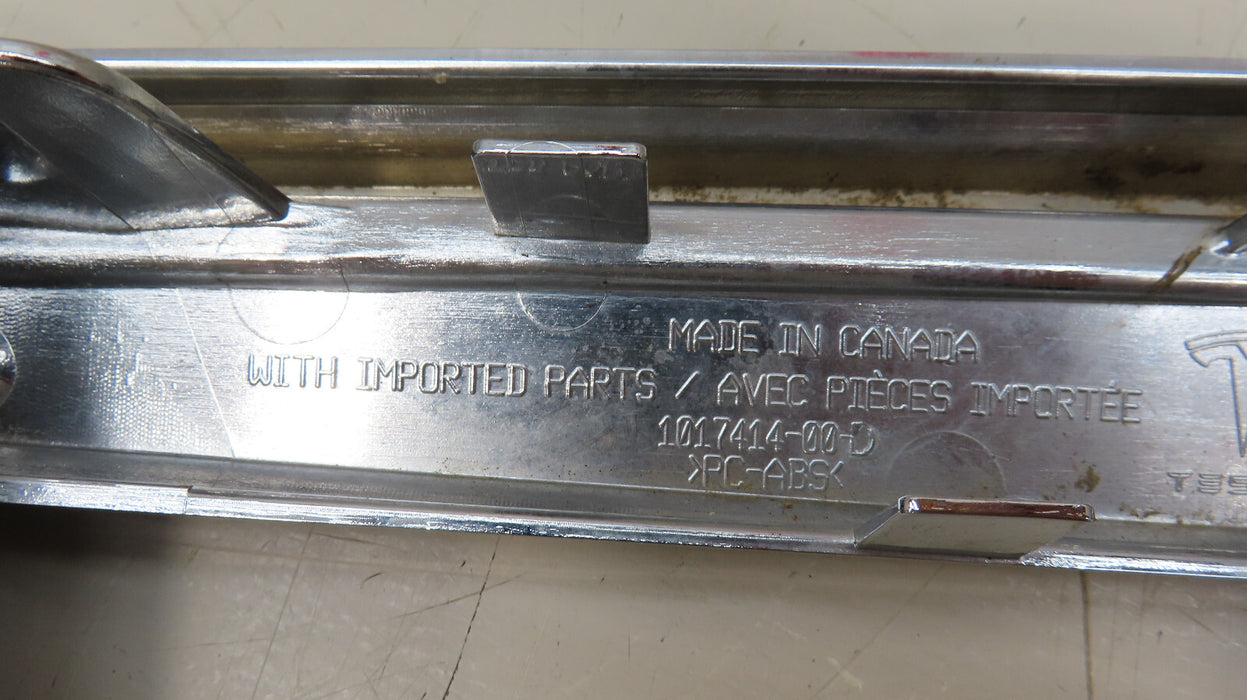 MADE IN CANADA
WITH IMPORTED PARTS / AVEC PIÈCES IMPORTÉE
1017414-00-D
>PC-ABS<